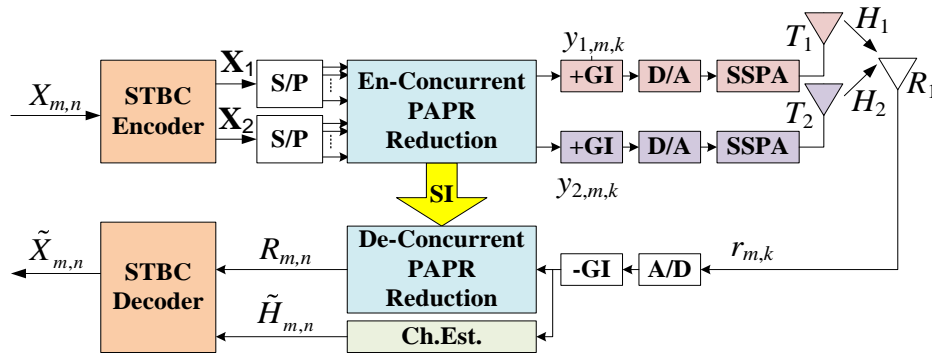 X_{m,n}
STBC
Encoder
X_1
X_2
S/P
S/P
En-Concurrent
PAPR
Reduction
y_{1,m,k}
+GI
D/A
SSPA
T_1
H_1
R_1
H_2
T_2
+GI
D/A
SSPA
y_{2,m,k}
SI
X̃_{m,n}
STBC
Decoder
R_{m,n}
H̃_{m,n}
De-Concurrent
PAPR
Reduction
Ch.Est.
-GI
A/D
r_{m,k}